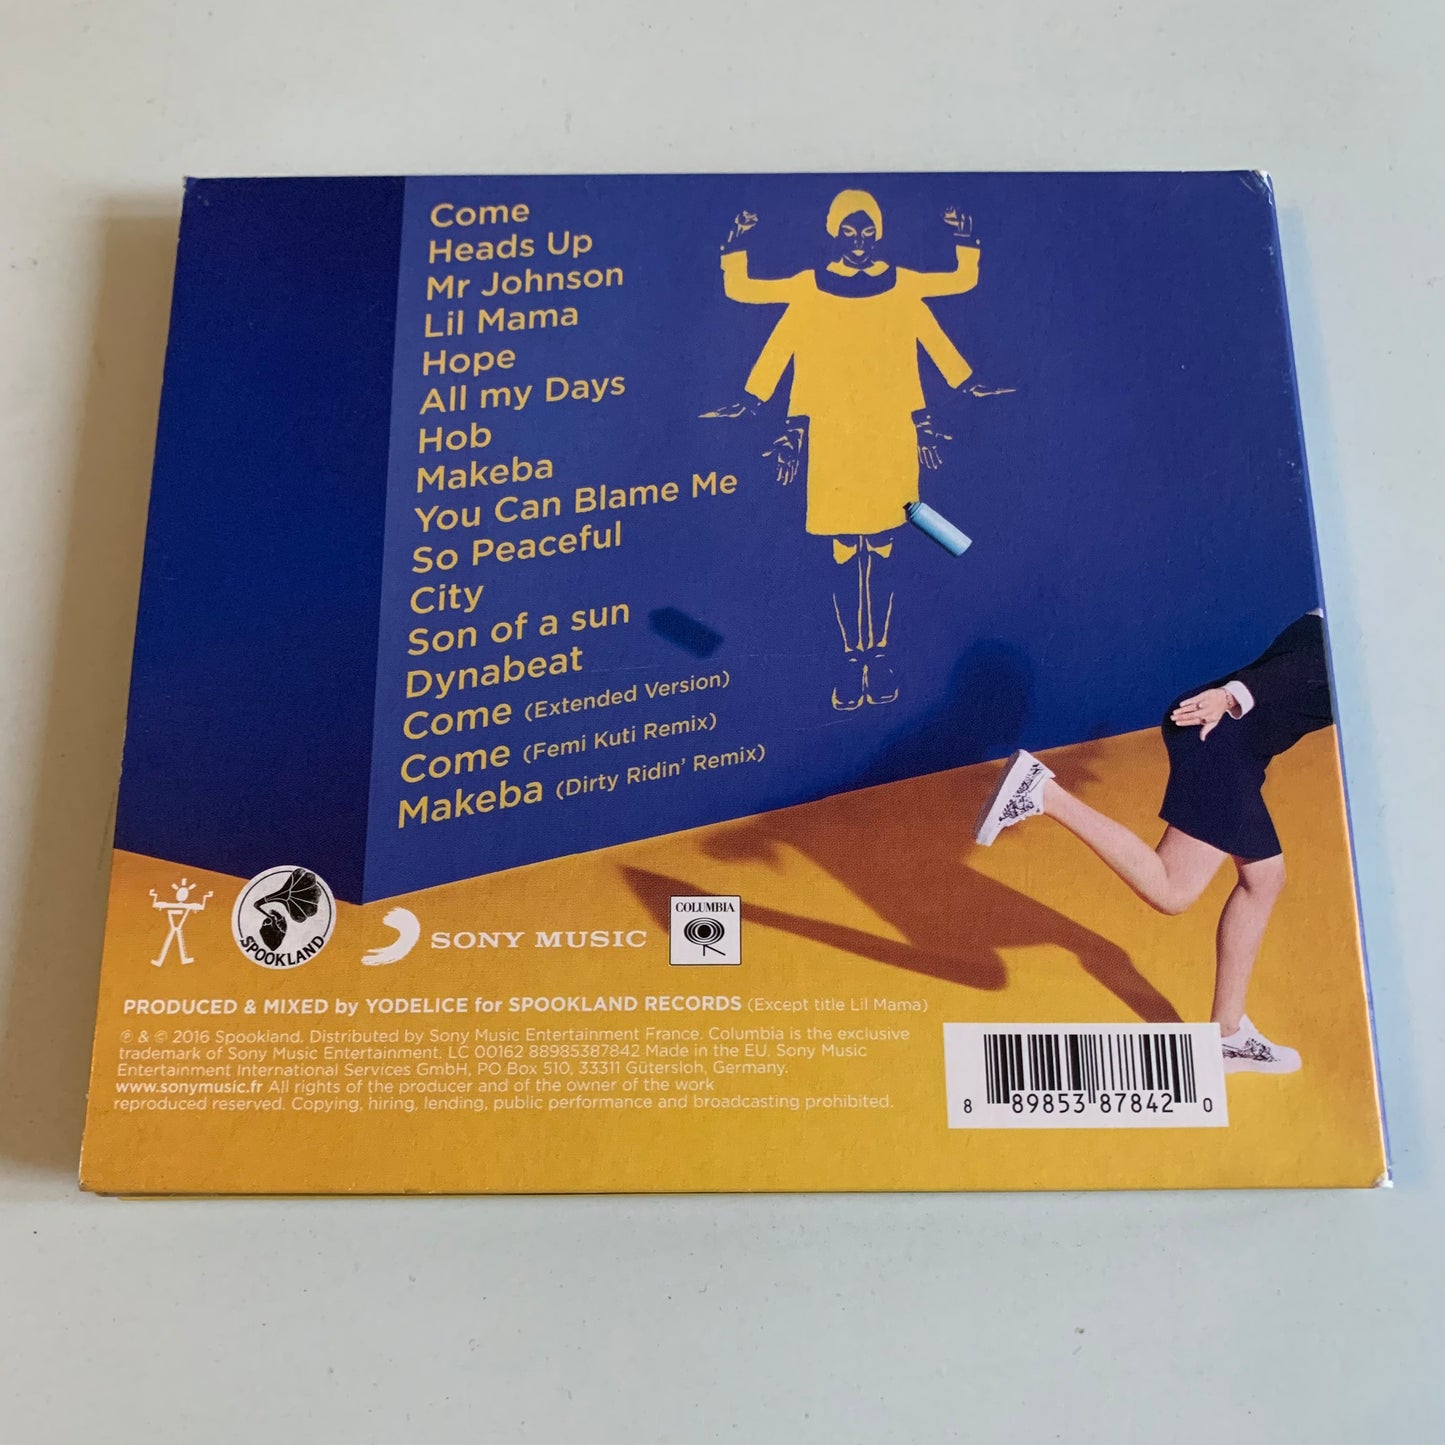 Come
Heads Up
Mr Johnson
Lil Mama
Hope
All my Days
Hob
Makeba
You Can Blame Me
So Peaceful
City
Son of a sun
Dynabeat
Come (Extended Version)
Come (Femi Kuti Remix)
Makeba (Dirty Ridin' Remix)
SPOOKLAND
SONY MUSIC
COLUMBIA
PRODUCED & MIXED by YODELICE for SPOOKLAND RECORDS (Except title Lil Mama)
℗ & © 2016 Spookland. Distributed by Sony Music Entertainment France. Columbia is the exclusive
trademark of Sony Music Entertainment, LC 00162 88985387842 Made in the EU. Sony Music
Entertainment International Services GmbH, PO Box 510, 33311 Gütersloh, Germany.
www.sonymusic.fr All rights of the producer and of the owner of the work
reproduced reserved. Copying, hiring, lending, public performance and broadcasting prohibited.
8 89853 87842 0